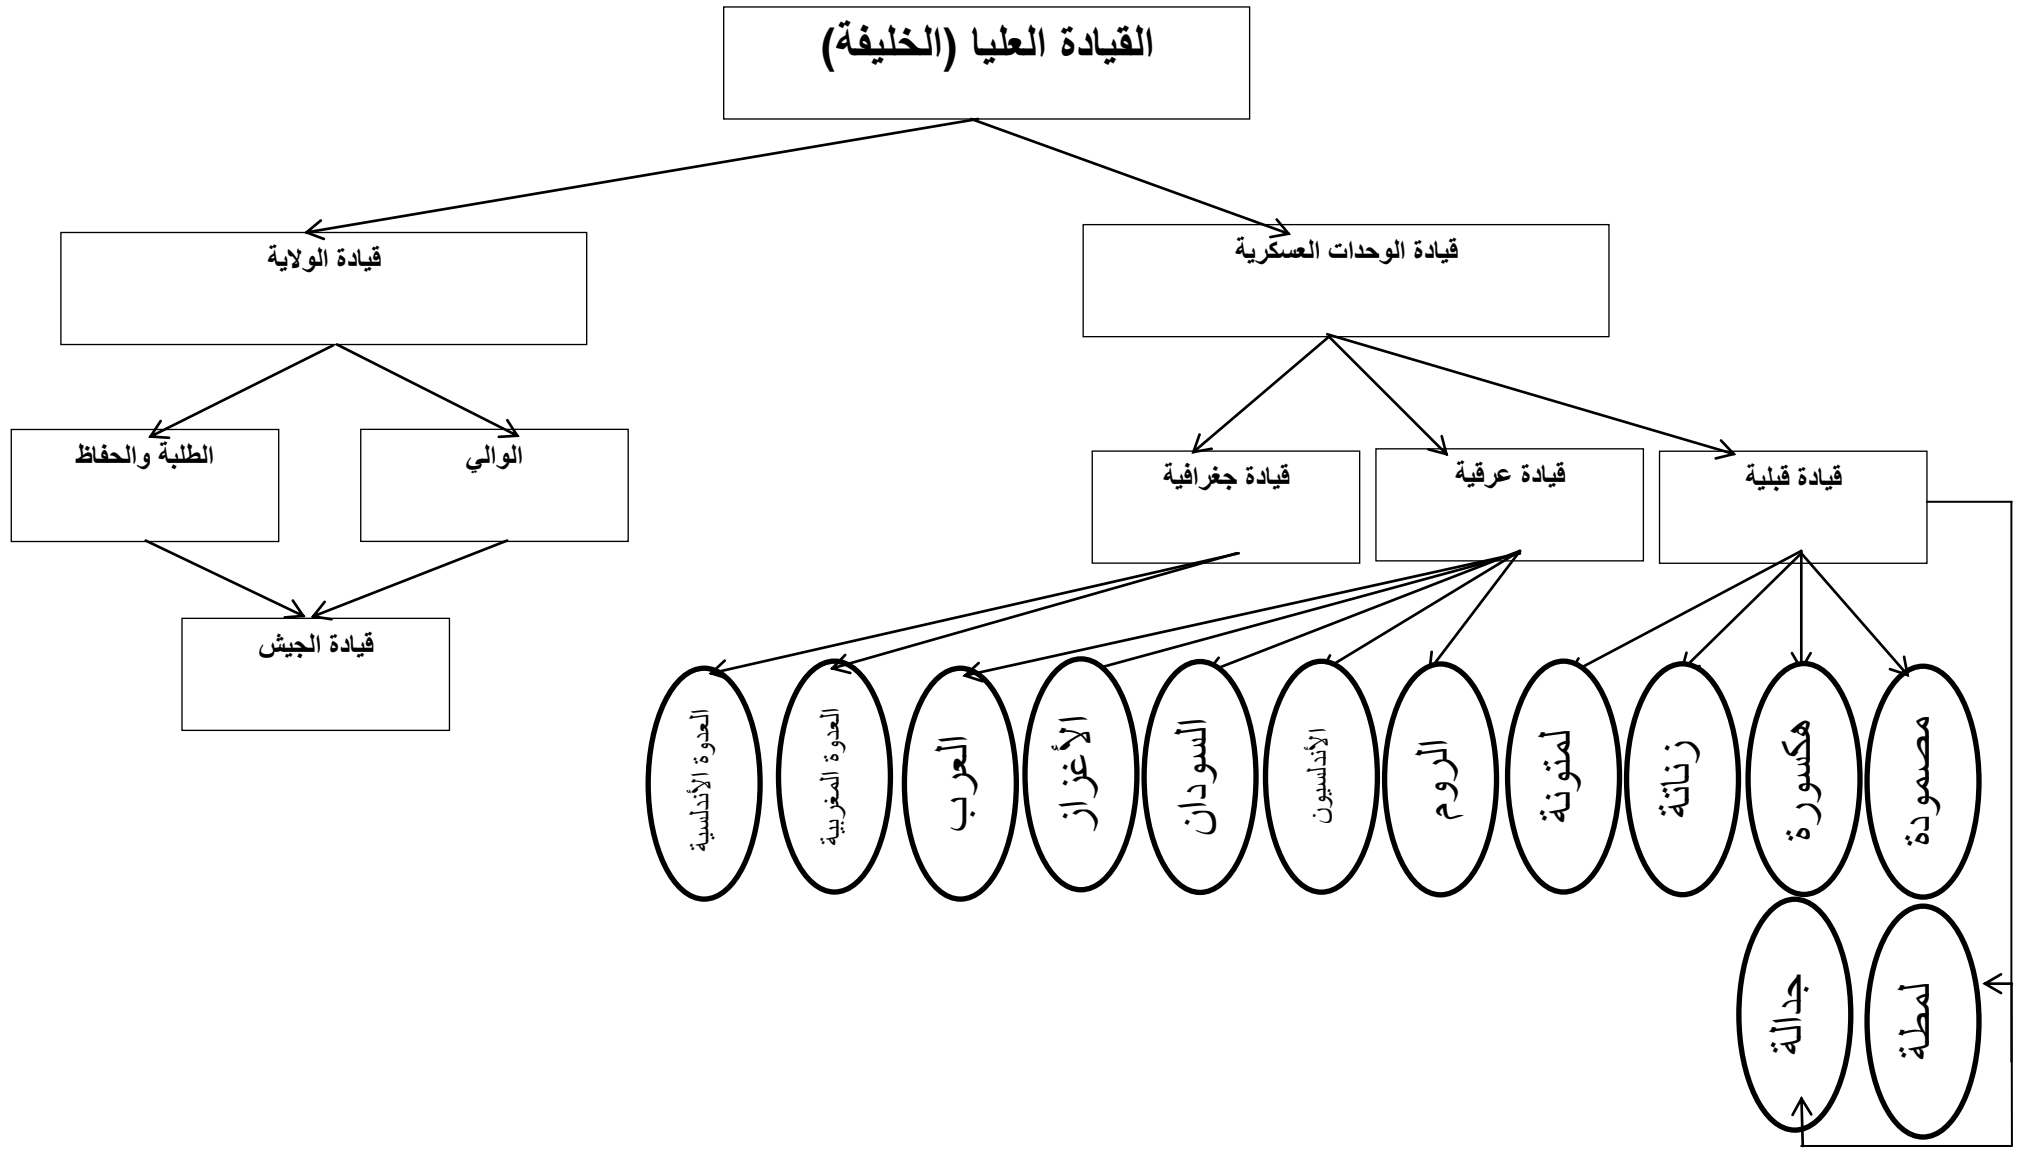 القيادة العليا (الخليفة)
قيادة الوحدات العسكرية
قيادة الولاية
قيادة قبلية
قيادة عرقية
قيادة جغرافية
الوالي
الطلبة والحفاظ
قيادة الجيش
مصمودة
هكسورة
زناتة
لمتونة
الروم
الأندلسيون
السودان
الأغزاز
العرب
العدوة المغربية
العدوة الأندلسية
لمطة
جدالة